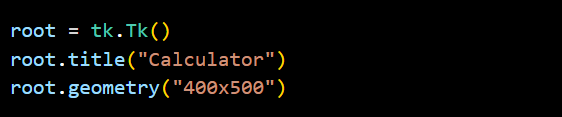 root = tk.Tk()
root.title("Calculator")
root.geometry("400x500")